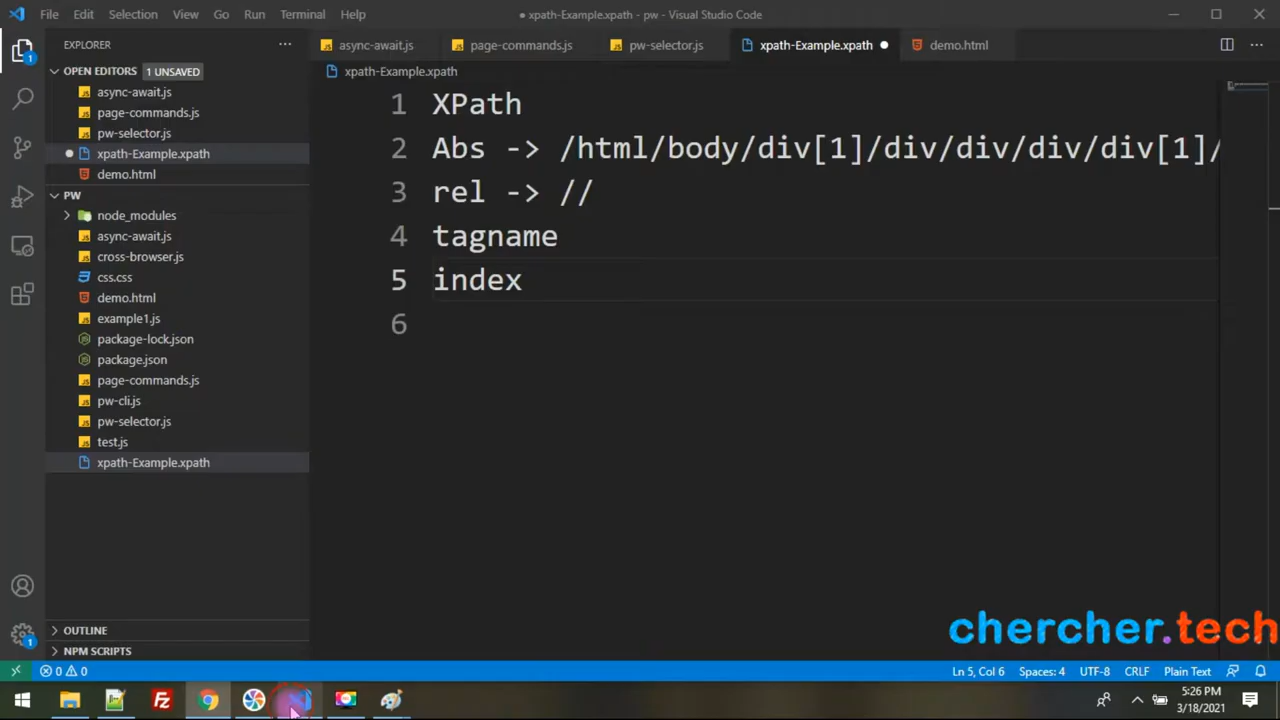 File Edit Selection View Go Run Terminal Help
● xpath-Example.xpath - pw - Visual Studio Code
EXPLORER
OPEN EDITORS 1 UNSAVED
async-await.js
page-commands.js
pw-selector.js
xpath-Example.xpath
demo.html
PW
node_modules
async-await.js
cross-browser.js
css.css
demo.html
example1.js
package-lock.json
package.json
page-commands.js
pw-cli.js
pw-selector.js
test.js
xpath-Example.xpath
OUTLINE
NPM SCRIPTS
async-await.js page-commands.js pw-selector.js xpath-Example.xpath demo.html
xpath-Example.xpath
1 XPath
2 Abs -> /html/body/div[1]/div/div/div/div[1]/
3 rel -> //
4 tagname
5 index
6
chercher.tech
0 0 Ln 5, Col 6 Spaces: 4 UTF-8 CRLF Plain Text
5:26 PM
3/18/2021